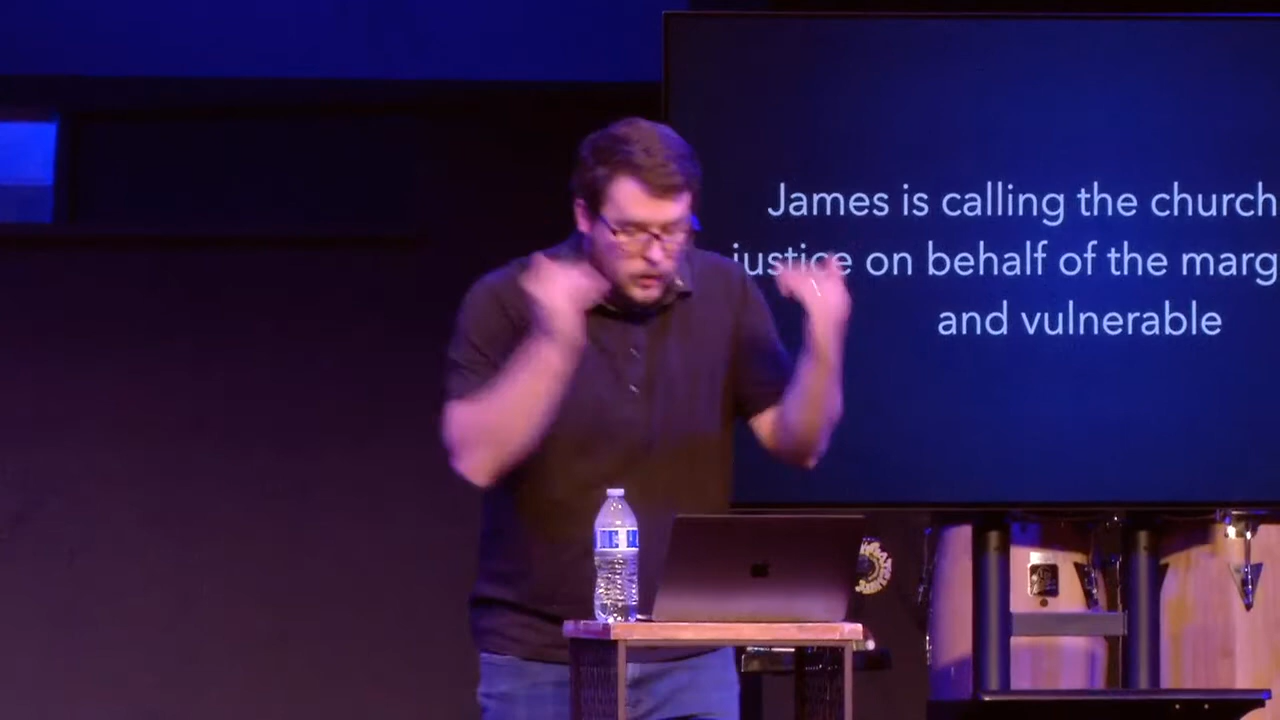 James is calling the church
justice on behalf of the marg
and vulnerable